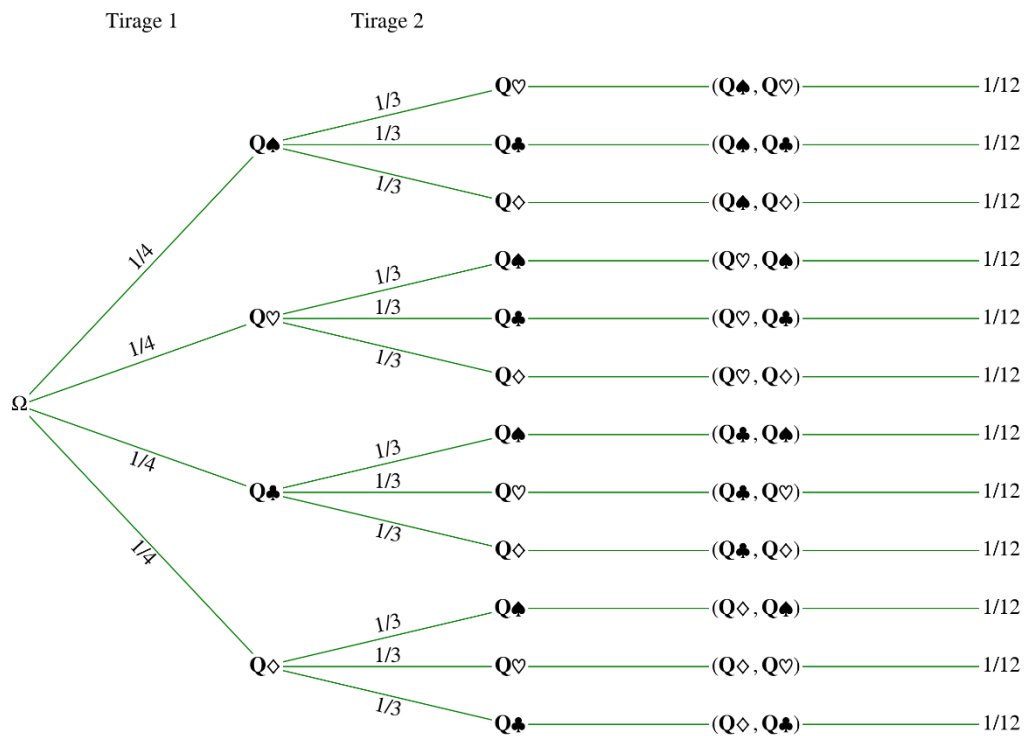 Tirage 1 Tirage 2
1/3 Q♡ (Q♠, Q♡) 1/12
Q♠ 1/3 Q♣ (Q♠, Q♣) 1/12
1/3 Q♢ (Q♠, Q♢) 1/12
1/4
1/3 Q♠ (Q♡, Q♠) 1/12
1/4 Q♡ 1/3 Q♣ (Q♡, Q♣) 1/12
1/3 Q♢ (Q♡, Q♢) 1/12
Ω
1/3 Q♠ (Q♣, Q♠) 1/12
1/4 Q♣ 1/3 Q♡ (Q♣, Q♡) 1/12
1/3 Q♢ (Q♣, Q♢) 1/12
1/4
1/3 Q♠ (Q♢, Q♠) 1/12
Q♢ 1/3 Q♡ (Q♢, Q♡) 1/12
1/3 Q♣ (Q♢, Q♣) 1/12